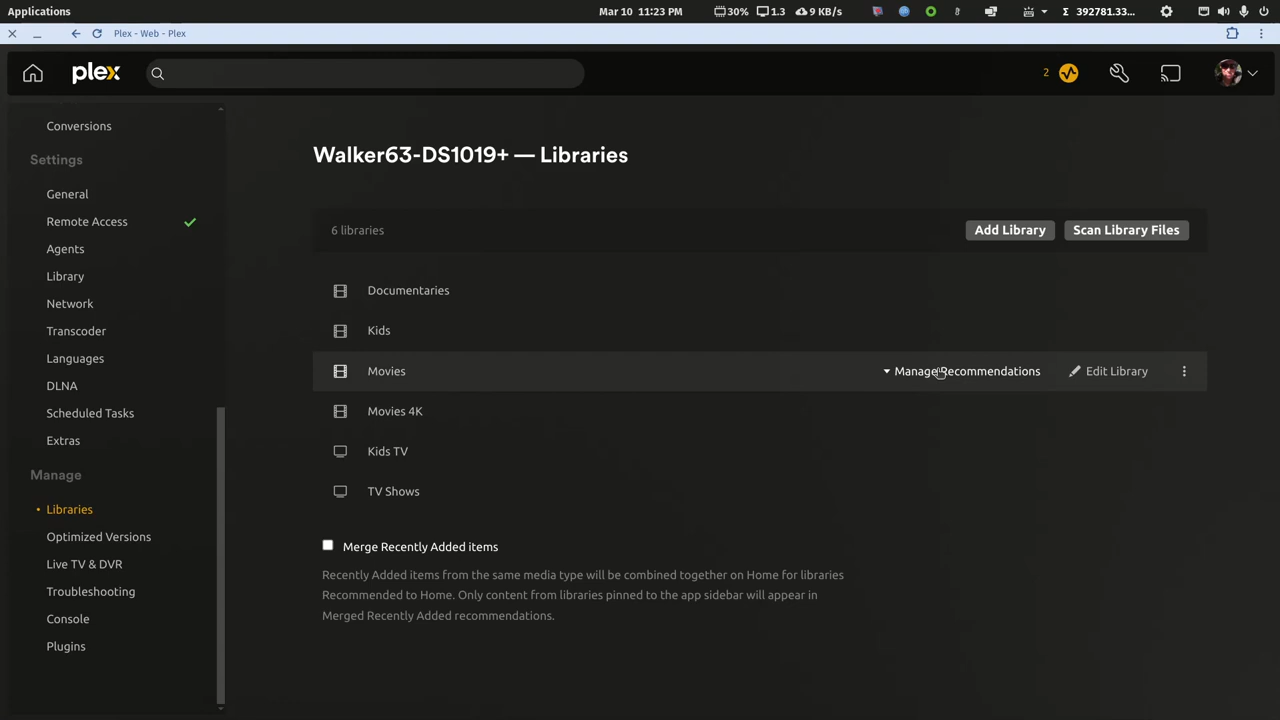 Applications
Mar 10 11:23 PM
30%
1.3
9 KB/s
Σ 392781.33...
Plex - Web - Plex
plex
2
Conversions
Settings
General
Remote Access
Agents
Library
Network
Transcoder
Languages
DLNA
Scheduled Tasks
Extras
Manage
Libraries
Optimized Versions
Live TV & DVR
Troubleshooting
Console
Plugins
Walker63-DS1019+ — Libraries
6 libraries
Add Library
Scan Library Files
Documentaries
Kids
Movies
Manage Recommendations
Edit Library
Movies 4K
Kids TV
TV Shows
Merge Recently Added items
Recently Added items from the same media type will be combined together on Home for libraries
Recommended to Home. Only content from libraries pinned to the app sidebar will appear in
Merged Recently Added recommendations.